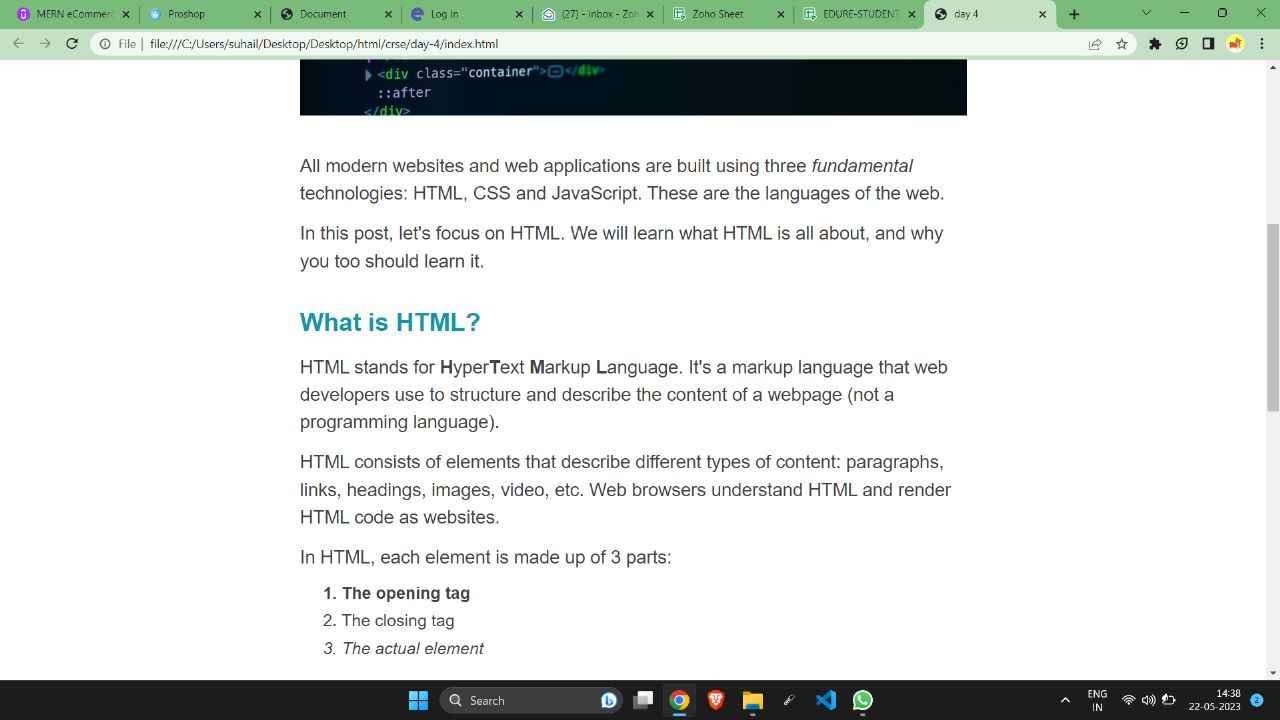 MERN eCommerc
Proshop
Document
Log In
(27) - Inbox - Zoh
Zoho Sheet
EDURE-STUDENT
day 4
File | file:///C:/Users/suhail/Desktop/Desktop/html/crse/day-4/index.html
<div class="container"></div>
::after
</div>
All modern websites and web applications are built using three fundamental
technologies: HTML, CSS and JavaScript. These are the languages of the web.
In this post, let's focus on HTML. We will learn what HTML is all about, and why
you too should learn it.
What is HTML?
HTML stands for HyperText Markup Language. It's a markup language that web
developers use to structure and describe the content of a webpage (not a
programming language).
HTML consists of elements that describe different types of content: paragraphs,
links, headings, images, video, etc. Web browsers understand HTML and render
HTML code as websites.
In HTML, each element is made up of 3 parts:
1. The opening tag
2. The closing tag
3. The actual element
Search
ENG
IN
14:38
22-05-2023
2